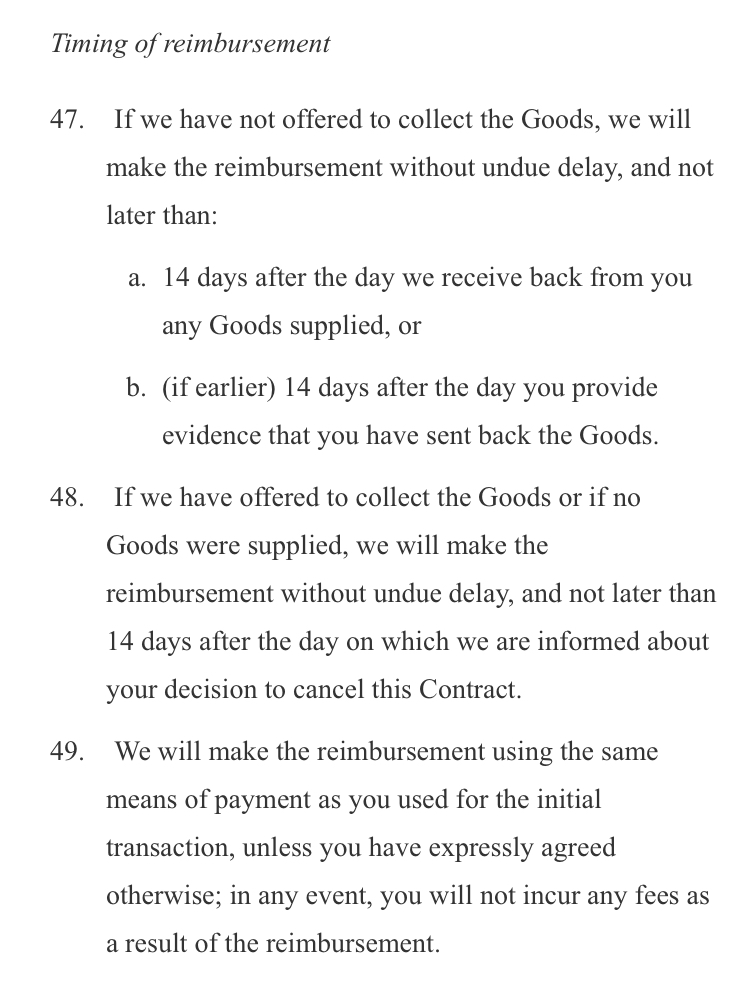 Timing of reimbursement
47. If we have not offered to collect the Goods, we will
make the reimbursement without undue delay, and not
later than:
a. 14 days after the day we receive back from you
any Goods supplied, or
b. (if earlier) 14 days after the day you provide
evidence that you have sent back the Goods.
48. If we have offered to collect the Goods or if no
Goods were supplied, we will make the
reimbursement without undue delay, and not later than
14 days after the day on which we are informed about
your decision to cancel this Contract.
49. We will make the reimbursement using the same
means of payment as you used for the initial
transaction, unless you have expressly agreed
otherwise; in any event, you will not incur any fees as
a result of the reimbursement.